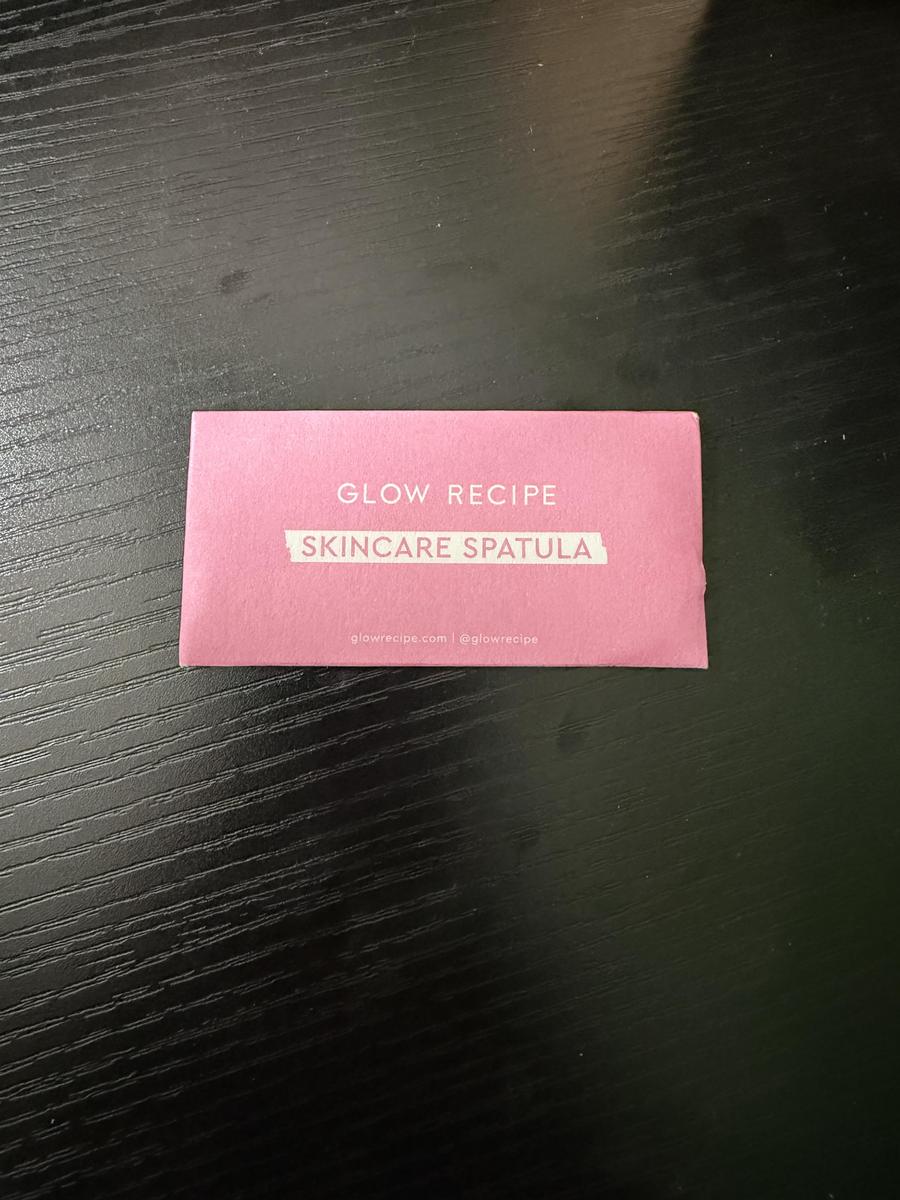 GLOW RECIPE
SKINCARE SPATULA
glowrecipe.com | @glowrecipe